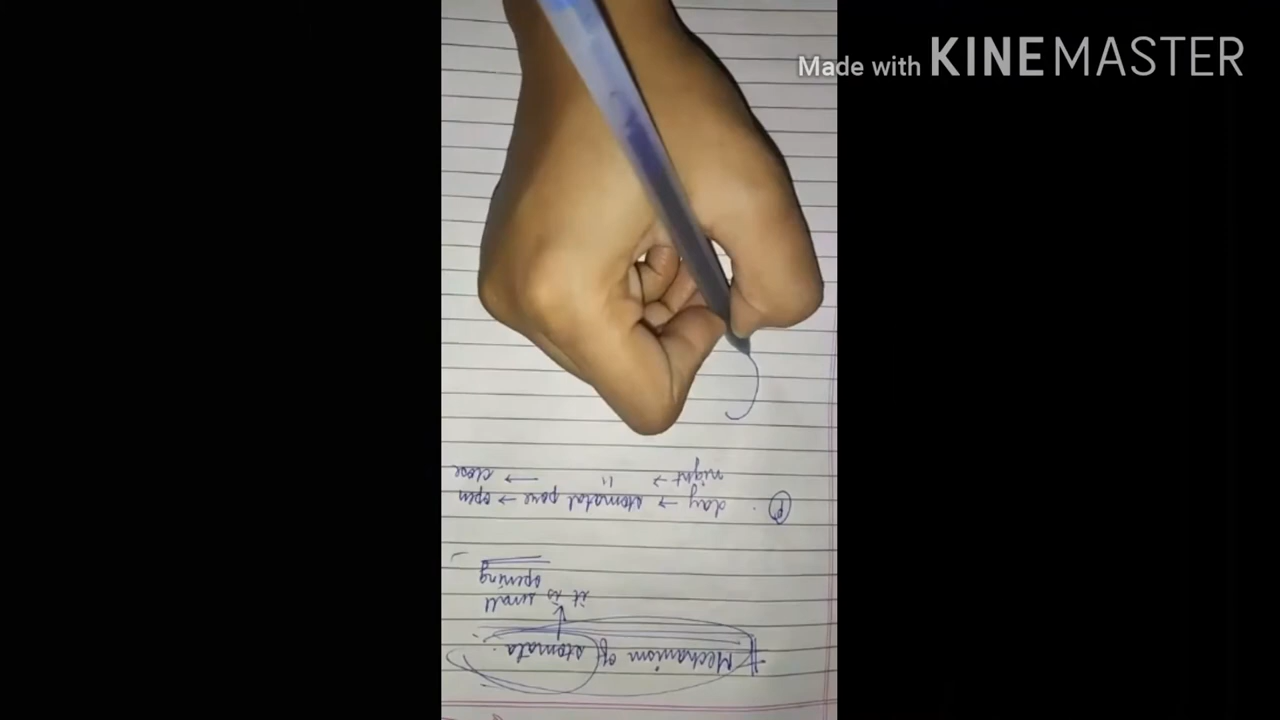 Made with KINEMASTER
# Mechanism of stomata.
it is small
opening
P. day → stomatal pore → open
night → " → close